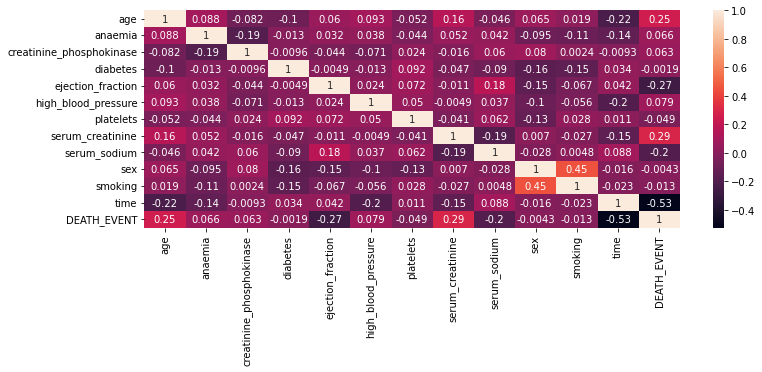 age 1 0.088 -0.082 -0.1 0.06 0.093 -0.052 0.16 -0.046 0.065 0.019 -0.22 0.25
anaemia 0.088 1 -0.19 -0.013 0.032 0.038 -0.044 0.052 0.042 -0.095 -0.11 -0.14 0.066
creatinine_phosphokinase -0.082 -0.19 1 -0.0096 -0.044 -0.071 0.024 -0.016 0.06 0.08 0.0024 -0.0093 0.063
diabetes -0.1 -0.013 -0.0096 1 -0.0049 -0.013 0.092 -0.047 -0.09 -0.16 -0.15 0.034 -0.0019
ejection_fraction 0.06 0.032 -0.044 -0.0049 1 0.024 0.072 -0.011 0.18 -0.15 -0.067 0.042 -0.27
high_blood_pressure 0.093 0.038 -0.071 -0.013 0.024 1 0.05 -0.0049 0.037 -0.1 -0.056 -0.2 0.079
platelets -0.052 -0.044 0.024 0.092 0.072 0.05 1 -0.041 0.062 -0.13 0.028 0.011 -0.049
serum_creatinine 0.16 0.052 -0.016 -0.047 -0.011 -0.0049 -0.041 1 -0.19 0.007 -0.027 -0.15 0.29
serum_sodium -0.046 0.042 0.06 -0.09 0.18 0.037 0.062 -0.19 1 -0.028 0.0048 0.088 -0.2
sex 0.065 -0.095 0.08 -0.16 -0.15 -0.1 -0.13 0.007 -0.028 1 0.45 -0.016 -0.0043
smoking 0.019 -0.11 0.0024 -0.15 -0.067 -0.056 0.028 -0.027 0.0048 0.45 1 -0.023 -0.013
time -0.22 -0.14 -0.0093 0.034 0.042 -0.2 0.011 -0.15 0.088 -0.016 -0.023 1 -0.53
DEATH_EVENT 0.25 0.066 0.063 -0.0019 -0.27 0.079 -0.049 0.29 -0.2 -0.0043 -0.013 -0.53 1
age
anaemia
creatinine_phosphokinase
diabetes
ejection_fraction
high_blood_pressure
platelets
serum_creatinine
serum_sodium
sex
smoking
time
DEATH_EVENT
1.0
0.8
0.6
0.4
0.2
0.0
−0.2
−0.4